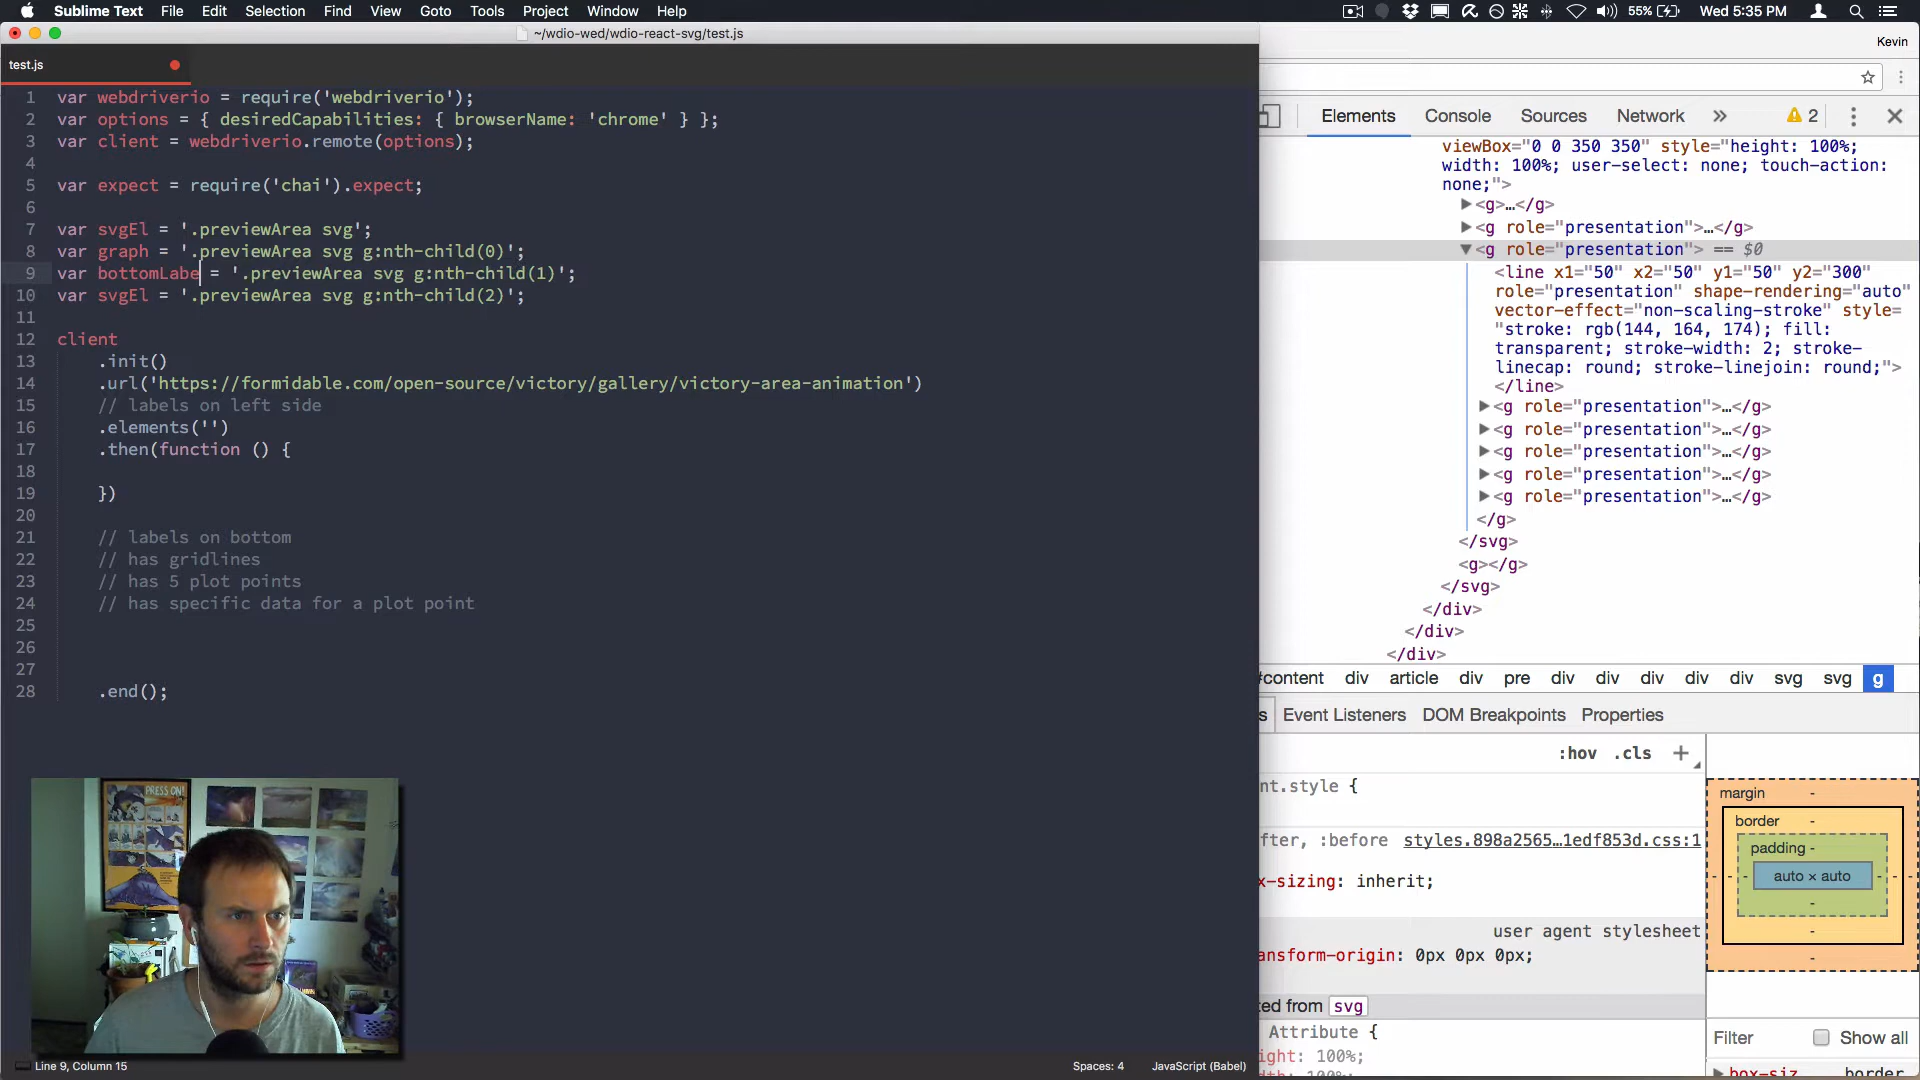 Sublime Text File Edit Selection Find View Goto Tools Project Window Help 55% Wed 5:35 PM
~/wdio-wed/wdio-react-svg/test.js
Kevin
test.js
1 var webdriverio = require('webdriverio');
2 var options = { desiredCapabilities: { browserName: 'chrome' } };
3 var client = webdriverio.remote(options);
4
5 var expect = require('chai').expect;
6
7 var svgEl = '.previewArea svg';
8 var graph = '.previewArea svg g:nth-child(0)';
9 var bottomLabe = '.previewArea svg g:nth-child(1)';
10 var svgEl = '.previewArea svg g:nth-child(2)';
11
12 client
13 .init()
14 .url('https://formidable.com/open-source/victory/gallery/victory-area-animation')
15 // labels on left side
16 .elements('')
17 .then(function () {
18
19 })
20
21 // labels on bottom
22 // has gridlines
23 // has 5 plot points
24 // has specific data for a plot point
25
26
27
28 .end();
PRESS ON!
Line 9, Column 15
Spaces: 4
JavaScript (Babel)
Elements Console Sources Network » 2
viewBox="0 0 350 350" style="height: 100%;
width: 100%; user-select: none; touch-action:
none;">
<g>…</g>
<g role="presentation">…</g>
<g role="presentation"> == $0
<line x1="50" x2="50" y1="50" y2="300"
role="presentation" shape-rendering="auto"
vector-effect="non-scaling-stroke" style=
"stroke: rgb(144, 164, 174); fill:
transparent; stroke-width: 2; stroke-
linecap: round; stroke-linejoin: round;">
</line>
<g role="presentation">…</g>
<g role="presentation">…</g>
<g role="presentation">…</g>
<g role="presentation">…</g>
<g role="presentation">…</g>
</g>
</svg>
<g></g>
</svg>
</div>
</div>
</div>
#content div article div pre div div div div div svg svg g
s Event Listeners DOM Breakpoints Properties
:hov .cls +
nt.style {
fter, :before styles.898a2565…1edf853d.css:1
x-sizing: inherit;
user agent stylesheet
ansform-origin: 0px 0px 0px;
ted from svg
Attribute {
ight: 100%;
margin -
border -
padding -
- - - auto × auto - - -
-
-
-
Filter Show all
box-siz… border